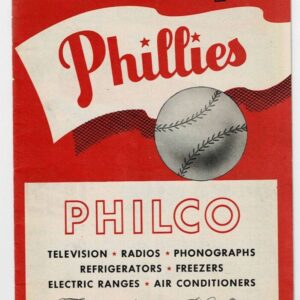 Phillies
PHILCO
TELEVISION ★ RADIOS ★ PHONOGRAPHS
REFRIGERATORS ★ FREEZERS
ELECTRIC RANGES ★ AIR CONDITIONERS